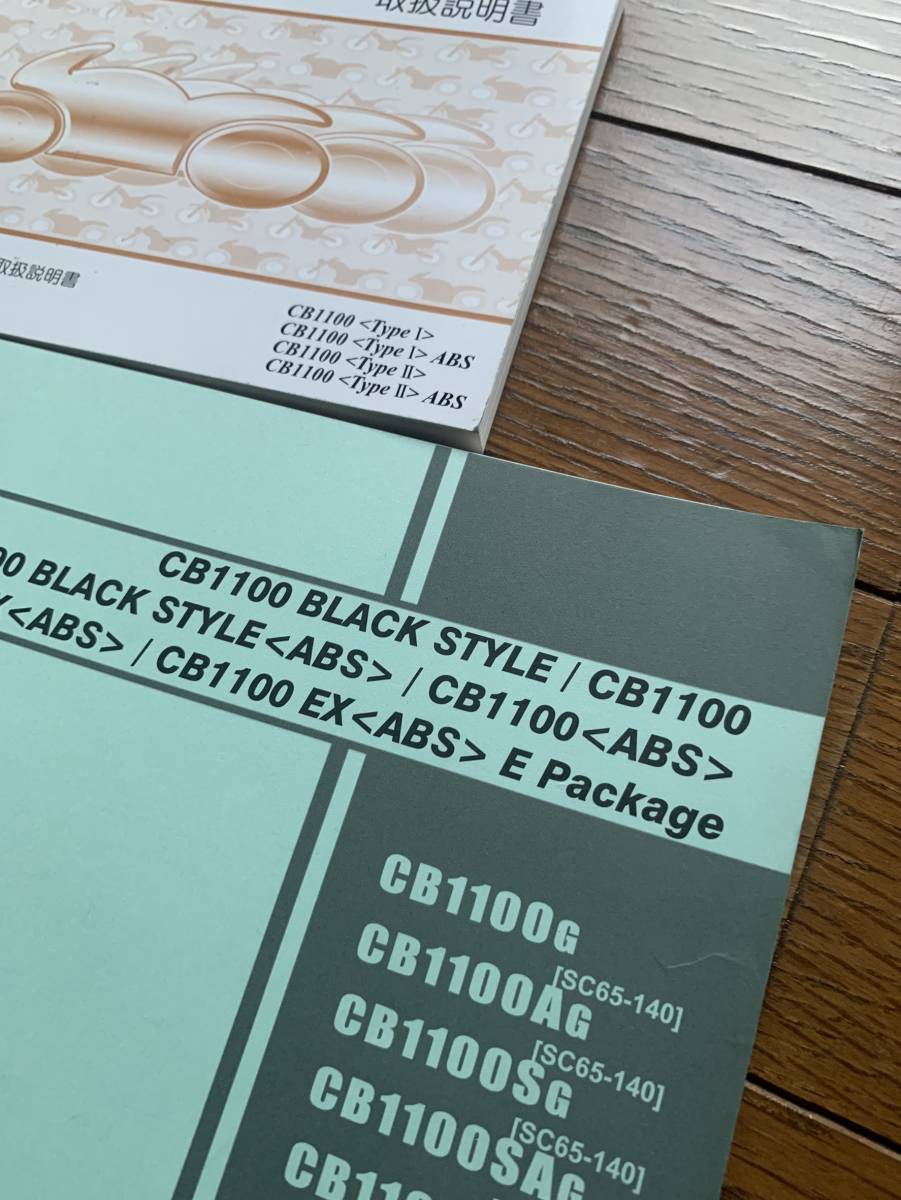 取扱説明書
取扱説明書
CB1100 <Type Ⅰ>
CB1100 <Type Ⅰ> ABS
CB1100 <Type Ⅱ>
CB1100 <Type Ⅱ> ABS
CB1100 BLACK STYLE / CB1100
00 BLACK STYLE<ABS> / CB1100<ABS>
<ABS> / CB1100 EX<ABS> E Package
CB1100G
[SC65-140]
CB1100AG
[SC65-140]
CB1100SG
[SC65-140]
CB1100SAG
CB110